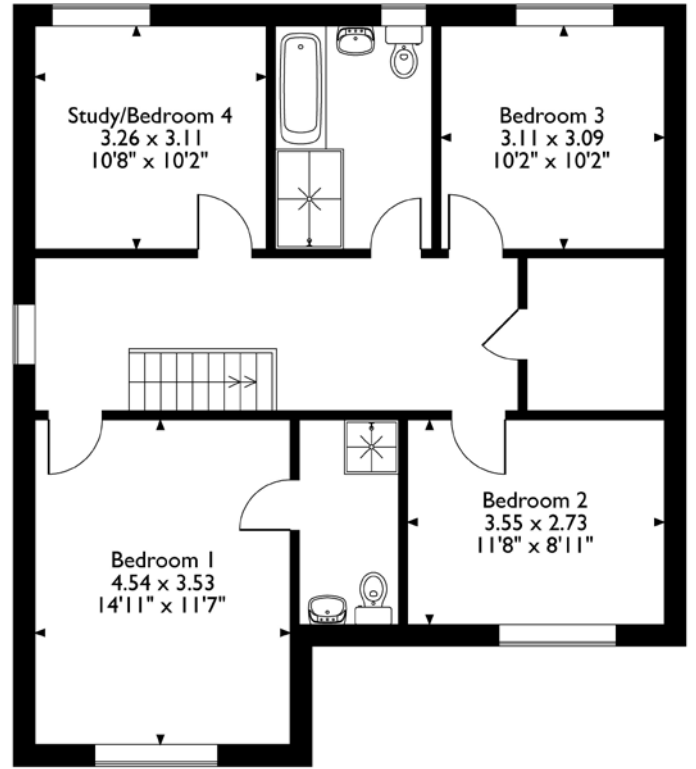 Study/Bedroom 4
3.26 x 3.11
10'8" x 10'2"
Bedroom 3
3.11 x 3.09
10'2" x 10'2"
Bedroom 2
3.55 x 2.73
11'8" x 8'11"
Bedroom 1
4.54 x 3.53
14'11" x 11'7"